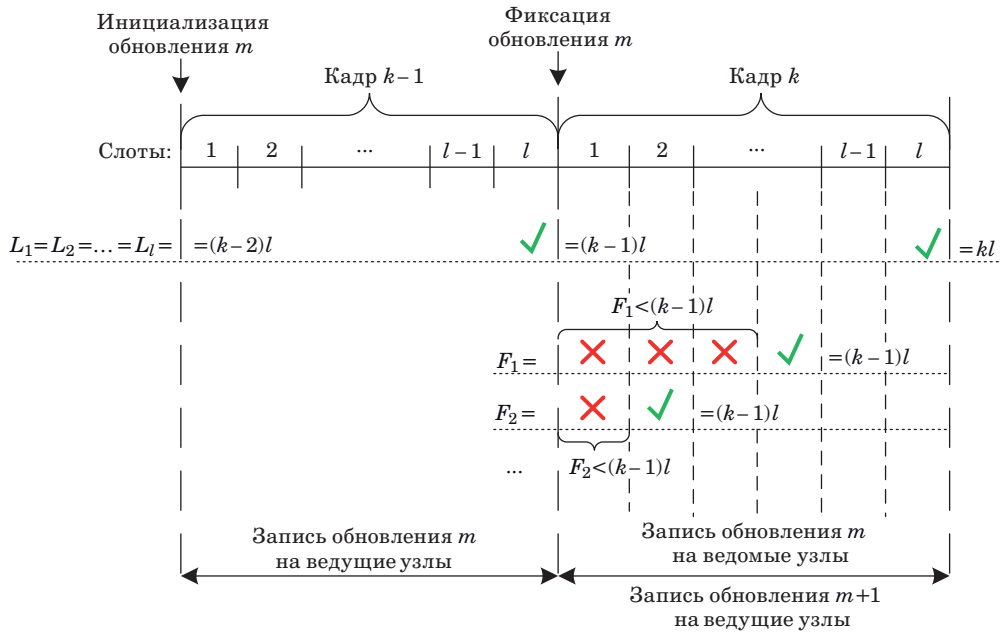 Инициализация
обновления m
Фиксация
обновления m
Кадр k – 1
Кадр k
Слоты: 1 2 ... l – 1 l 1 2 ... l – 1 l
L₁= L₂= ... = Lₗ= =(k – 2)l =(k – 1)l = kl
F₁<(k – 1)l
F₁= =(k – 1)l
F₂= =(k – 1)l
... F₂<(k – 1)l
Запись обновления m
на ведущие узлы
Запись обновления m
на ведомые узлы
Запись обновления m+1
на ведущие узлы